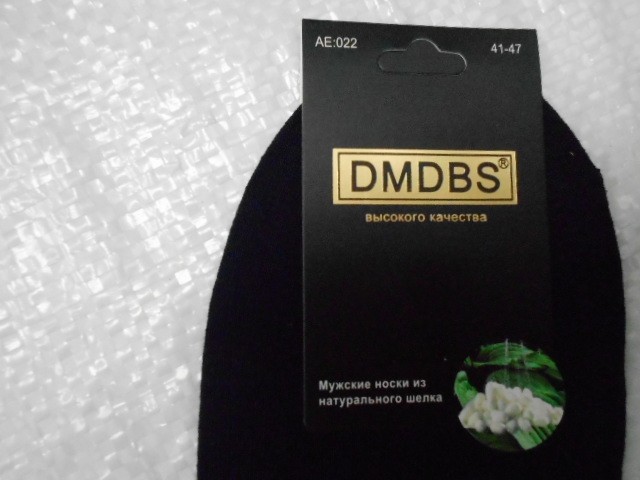 AE:022 41-47
DMDBS®
высокого качества
Мужские носки из
натурального шелка